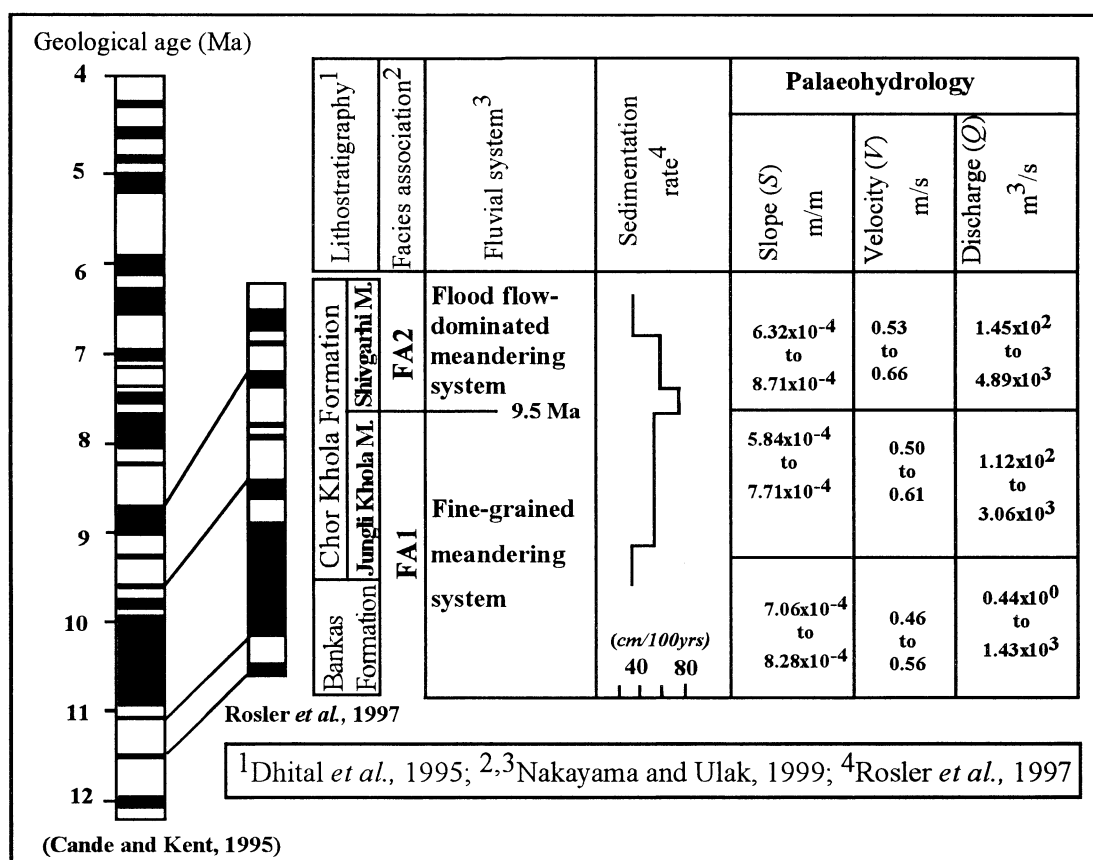 Geological age (Ma)
4
5
6
7
8
9
10
11
12
(Cande and Kent, 1995)
Rosler et al., 1997
Lithostratigraphy1
Facies association2
Fluvial system3
Sedimentation
rate4
Palaeohydrology
Slope (S)
m/m
Velocity (V)
m/s
Discharge (Q)
m3/s
Chor Khola Formation
Shivgarhi M.
Jungli Khola M.
Bankas
Formation
FA2
FA1
Flood flow-
dominated
meandering
system
9.5 Ma
Fine-grained
meandering
system
(cm/100yrs)
40 80
6.32x10-4
to
8.71x10-4
0.53
to
0.66
1.45x102
to
4.89x103
5.84x10-4
to
7.71x10-4
0.50
to
0.61
1.12x102
to
3.06x103
7.06x10-4
to
8.28x10-4
0.46
to
0.56
0.44x100
to
1.43x103
1Dhital et al., 1995; 2,3Nakayama and Ulak, 1999; 4Rosler et al., 1997